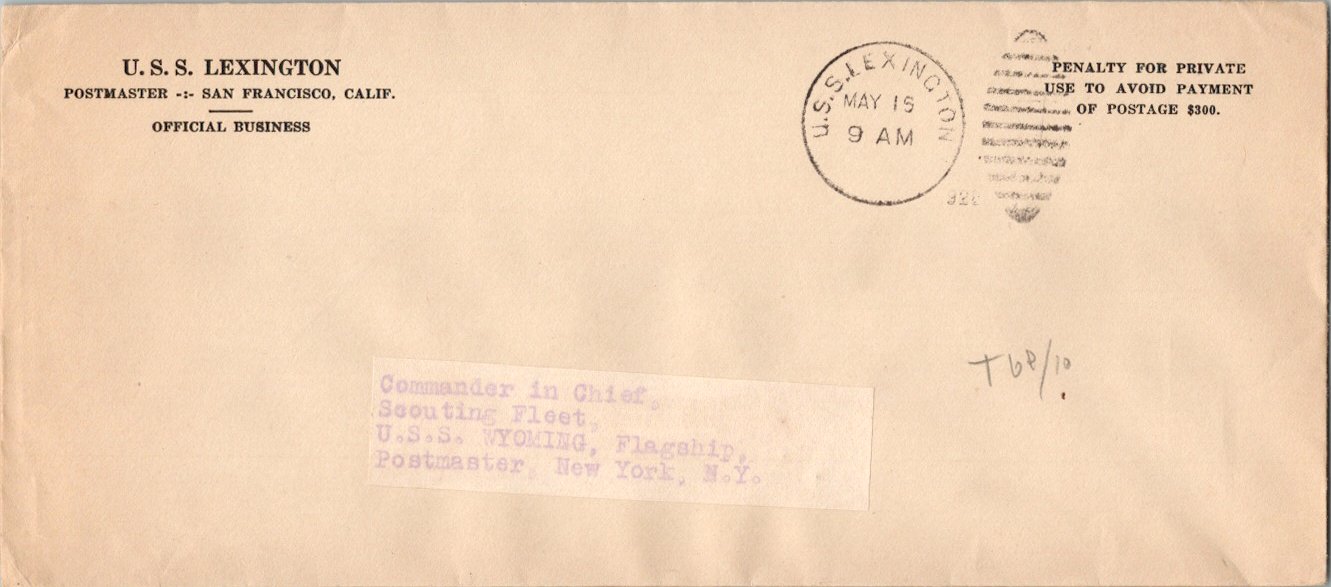 U. S. S. LEXINGTON
POSTMASTER -:- SAN FRANCISCO, CALIF.
OFFICIAL BUSINESS
U.S.S. LEXINGTON
MAY 15
9 AM
PENALTY FOR PRIVATE
USE TO AVOID PAYMENT
OF POSTAGE $300.
Commander in Chief,
Scouting Fleet,
U.S.S. WYOMING, Flagship,
Postmaster, New York, N.Y.